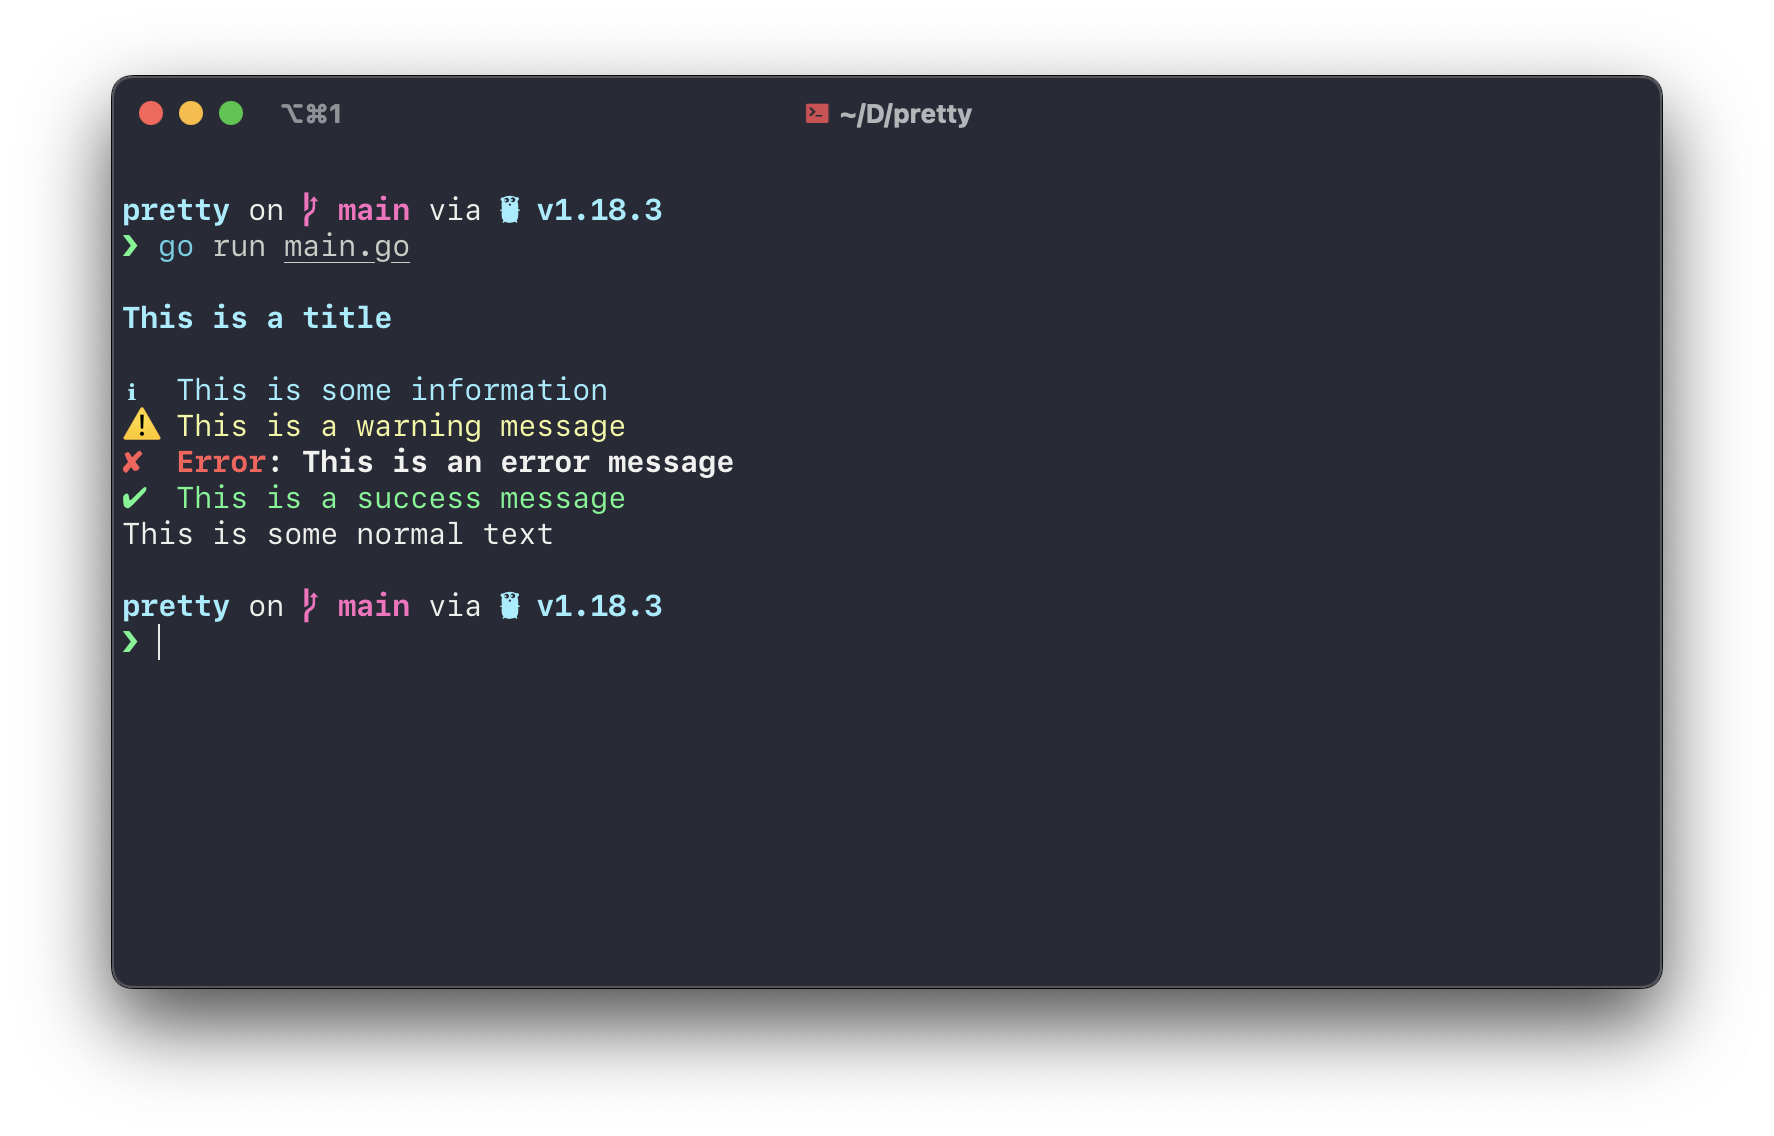 ⌥⌘1
~/D/pretty
pretty on main via v1.18.3
❯ go run main.go
This is a title
ℹ This is some information
⚠️ This is a warning message
✘ Error: This is an error message
✔ This is a success message
This is some normal text
pretty on main via v1.18.3
❯